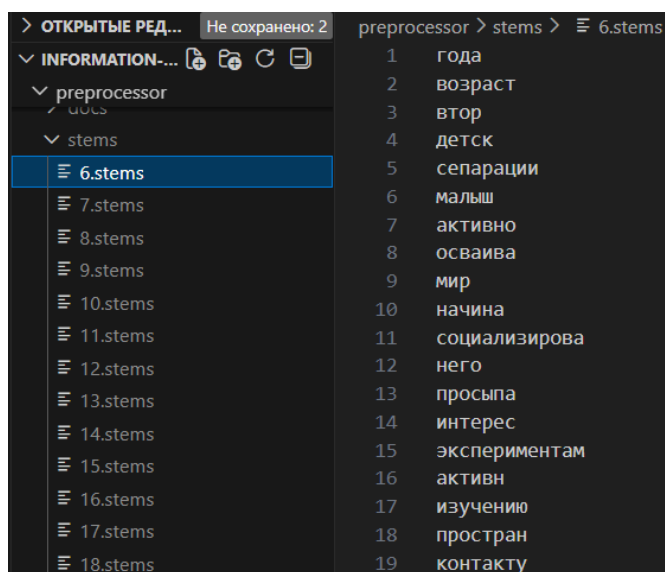 ОТКРЫТЫЕ РЕД... Не сохранено: 2
INFORMATION-...
preprocessor
docs
stems
6.stems
7.stems
8.stems
9.stems
10.stems
11.stems
12.stems
13.stems
14.stems
15.stems
16.stems
17.stems
18.stems
preprocessor > stems > 6.stems
1 года
2 возраст
3 втор
4 детск
5 сепарации
6 малыш
7 активно
8 осваива
9 мир
10 начина
11 социализирова
12 него
13 просыпа
14 интерес
15 экспериментам
16 активн
17 изучению
18 простран
19 контакту